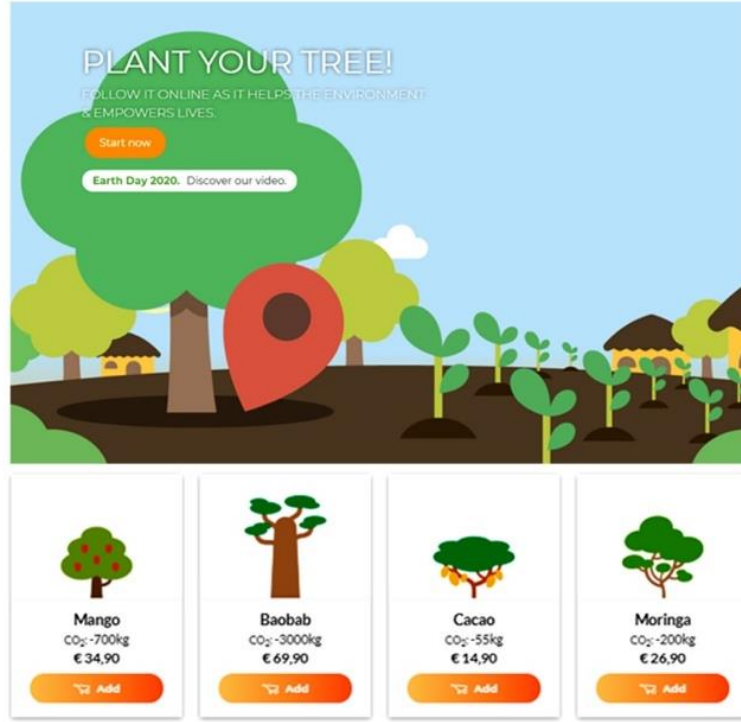 PLANT YOUR TREE!
FOLLOW IT ONLINE AS IT HELPS THE ENVIRONMENT
& EMPOWERS LIVES.
Start now
Earth Day 2020. Discover our video.
Mango
CO₂: -700kg
€ 34,90
Add
Baobab
CO₂: -3000kg
€ 69,90
Add
Cacao
CO₂: -55kg
€ 14,90
Add
Moringa
CO₂: -200kg
€ 26,90
Add